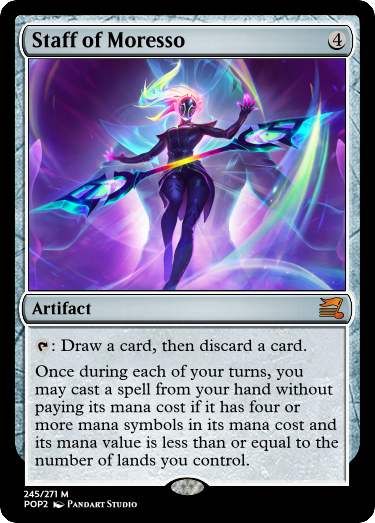 Staff of Moresso 4
Artifact
: Draw a card, then discard a card.
Once during each of your turns, you
may cast a spell from your hand without
paying its mana cost if it has four or
more mana symbols in its mana cost and
its mana value is less than or equal to the
number of lands you control.
245/271 M
POP2 Pandart Studio